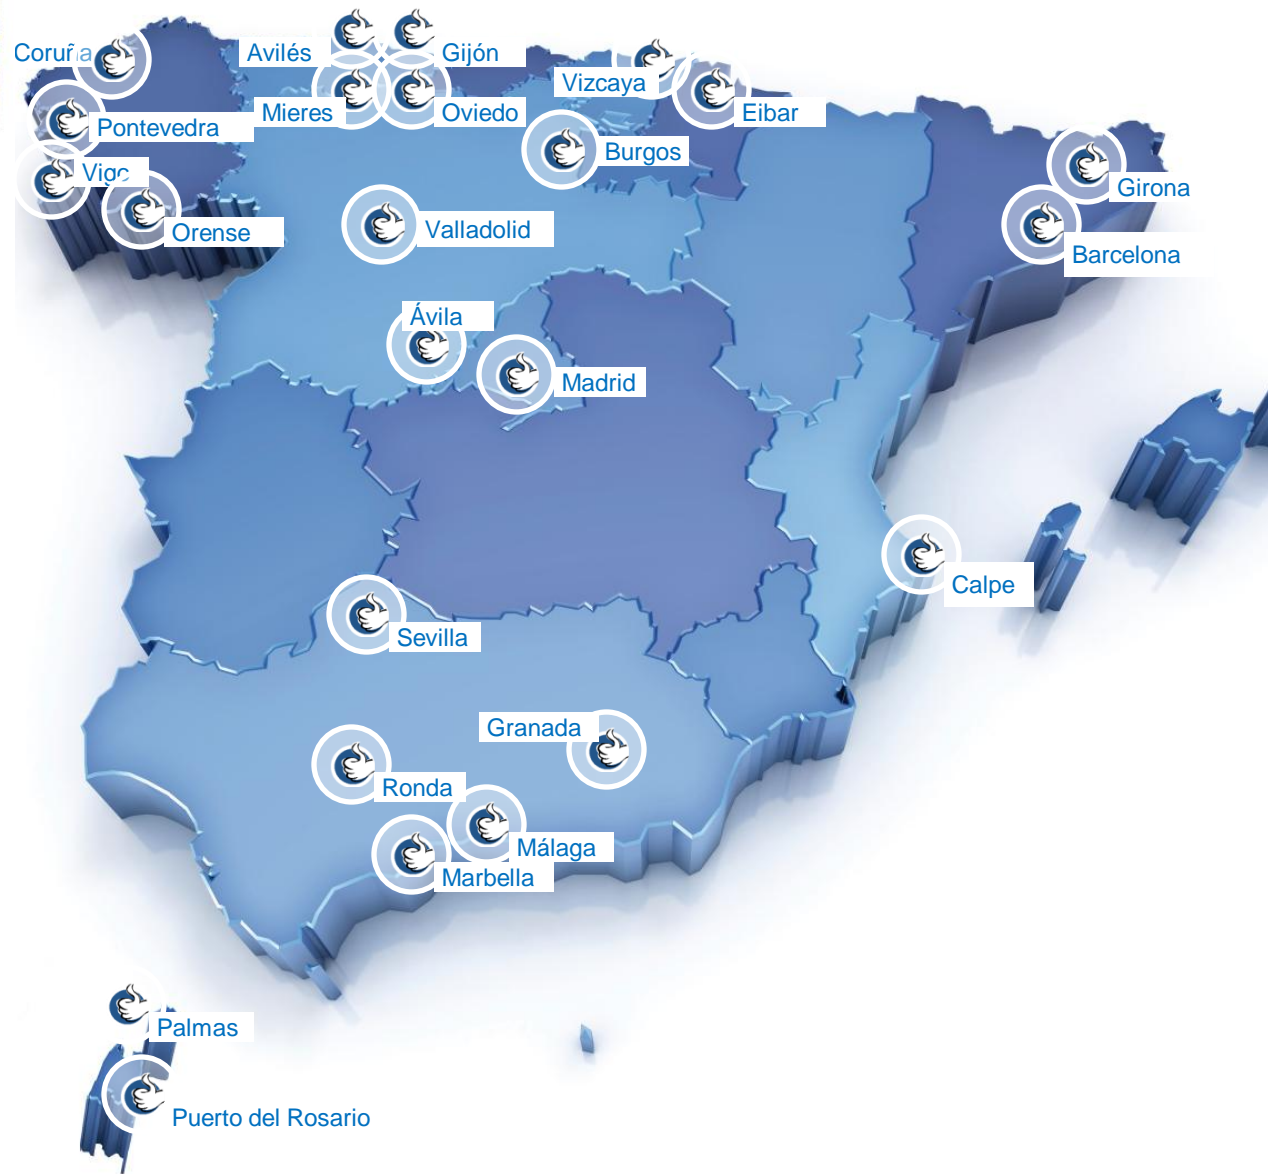 Coruña
Avilés
Gijón
Vizcaya
Mieres
Oviedo
Eibar
Pontevedra
Burgos
Vigo
Girona
Orense
Valladolid
Barcelona
Ávila
Madrid
Calpe
Sevilla
Granada
Ronda
Málaga
Marbella
Palmas
Puerto del Rosario